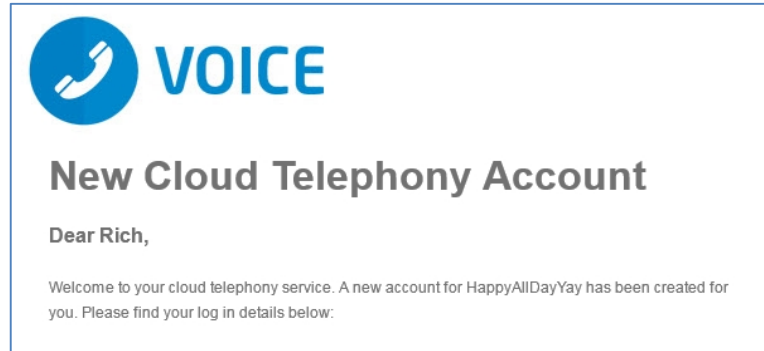 VOICE
New Cloud Telephony Account
Dear Rich,
Welcome to your cloud telephony service. A new account for HappyAllDayYay has been created for
you. Please find your log in details below: